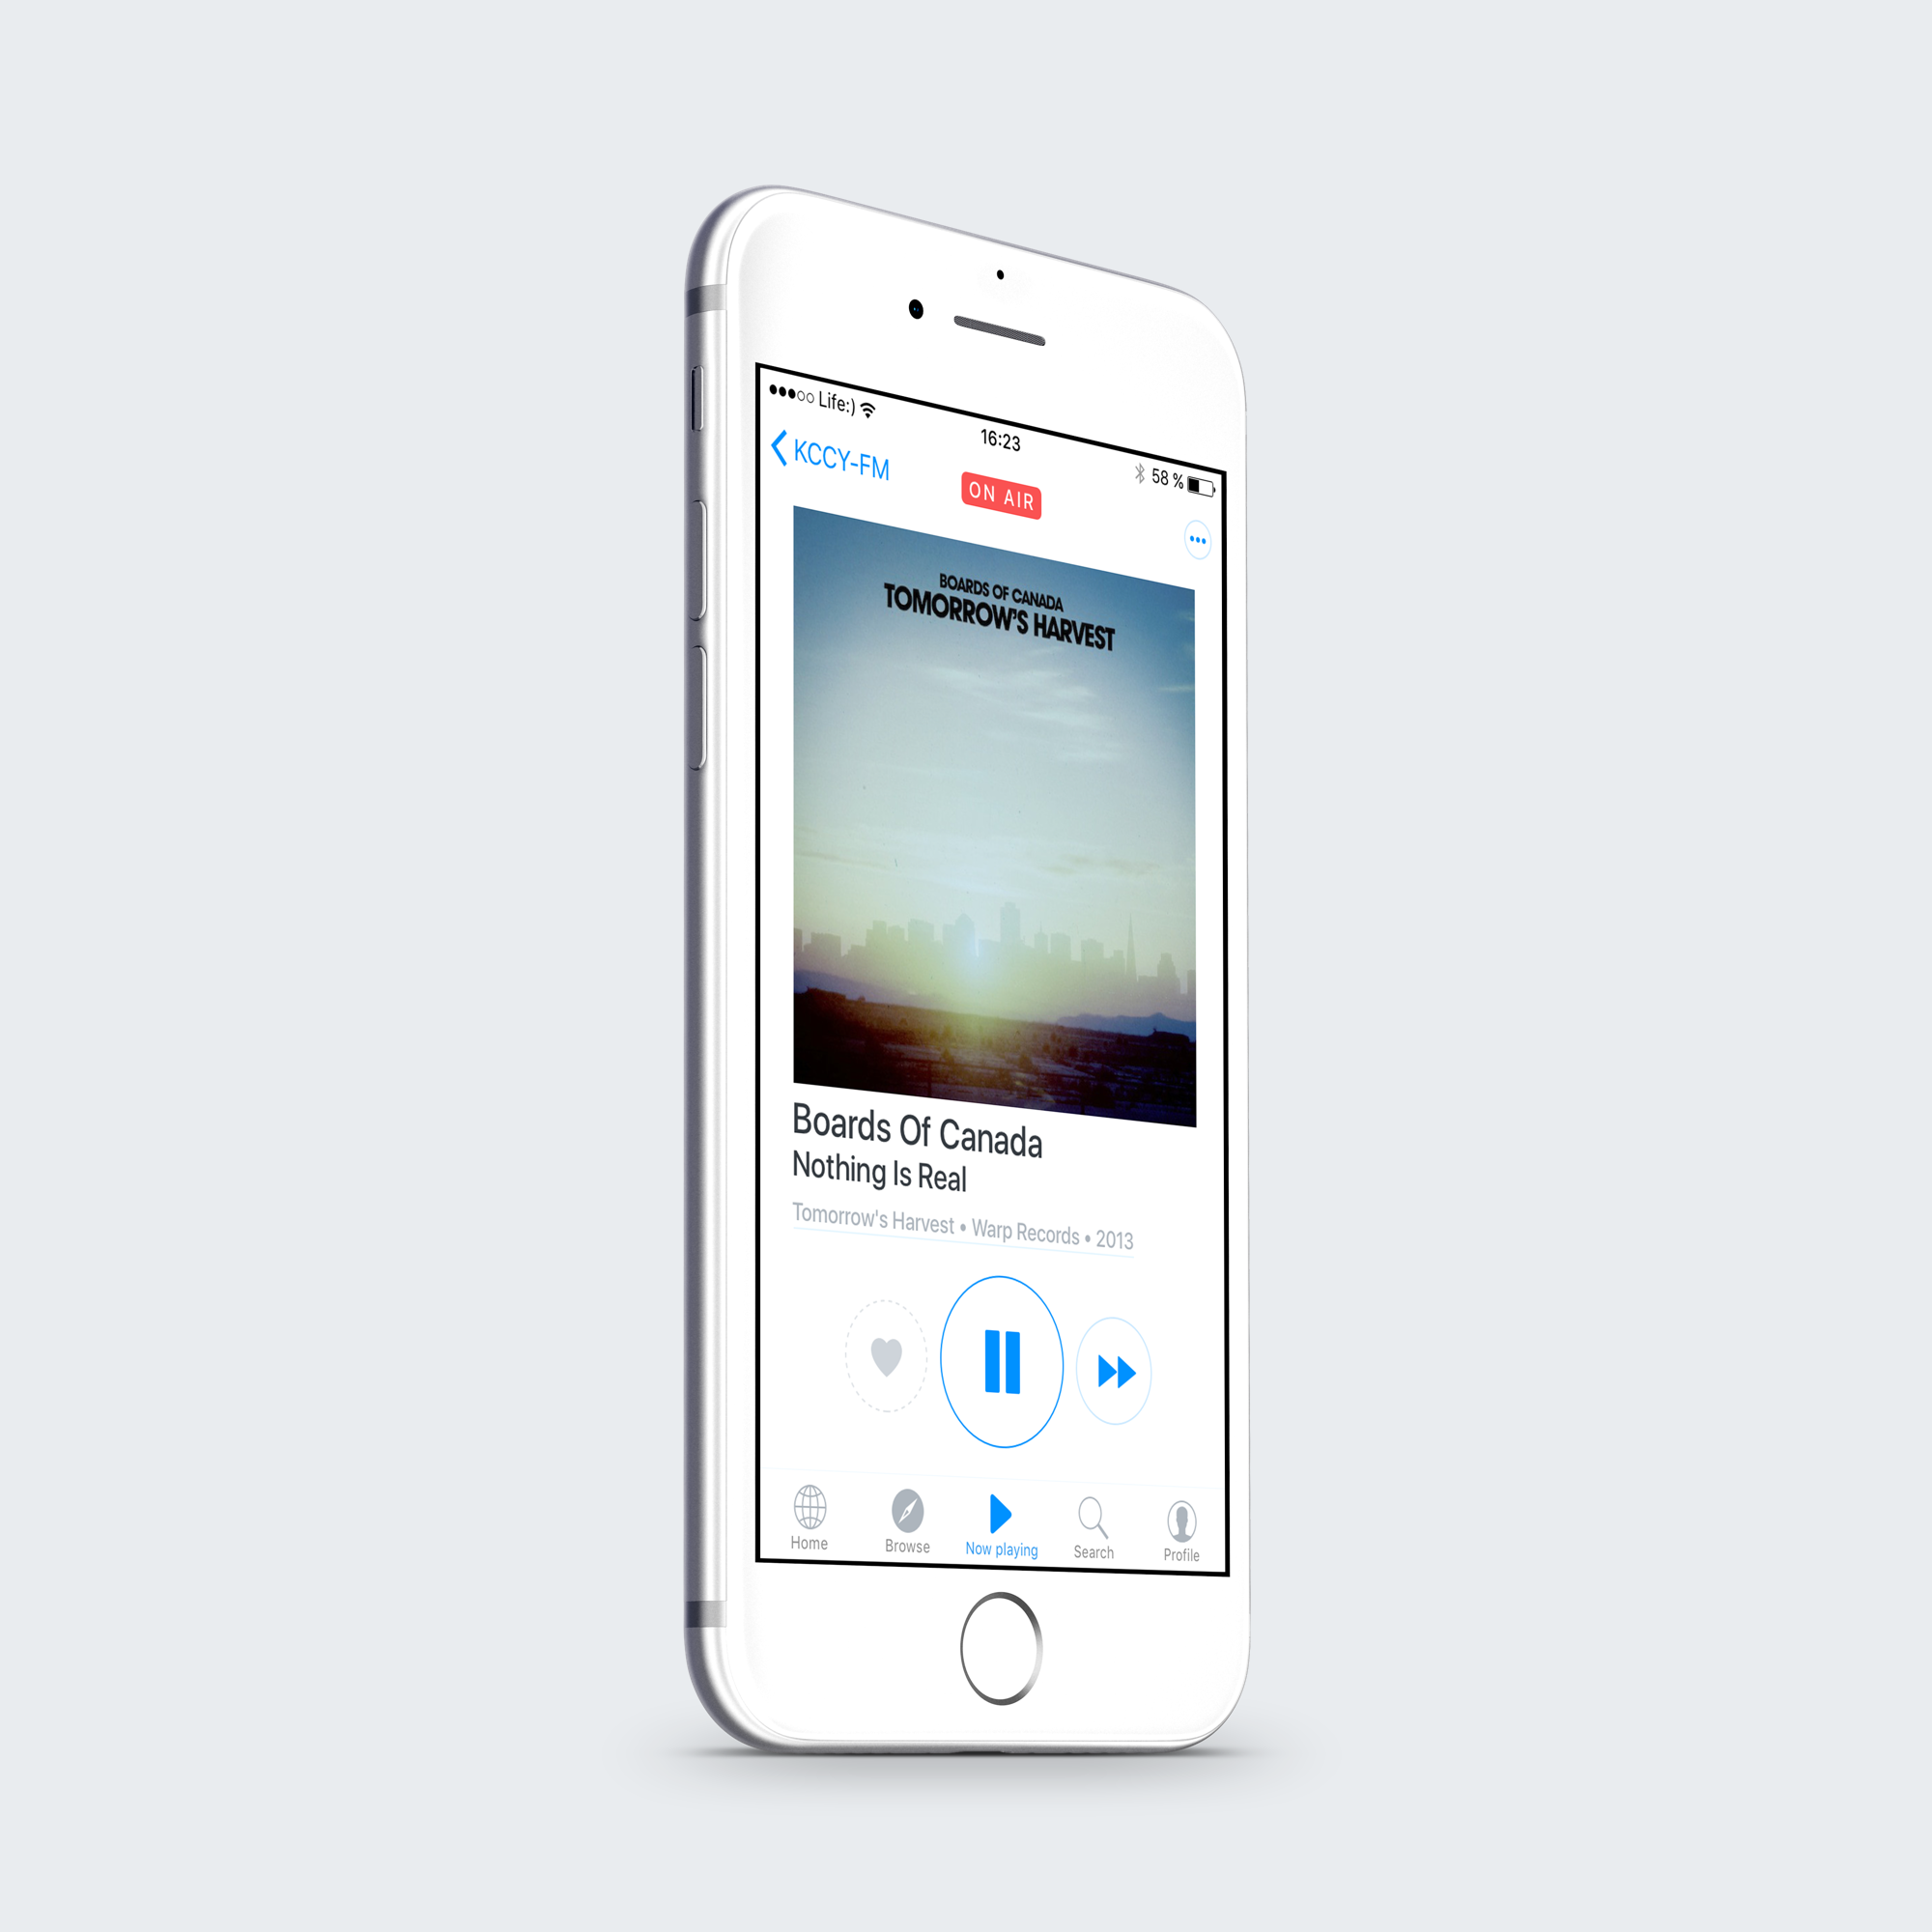 ●●●○○ Life:)
16:23
58 %
KCCY-FM
ON AIR
BOARDS OF CANADA
TOMORROW'S HARVEST
Boards Of Canada
Nothing Is Real
Tomorrow's Harvest • Warp Records • 2013
Home
Browse
Now playing
Search
Profile